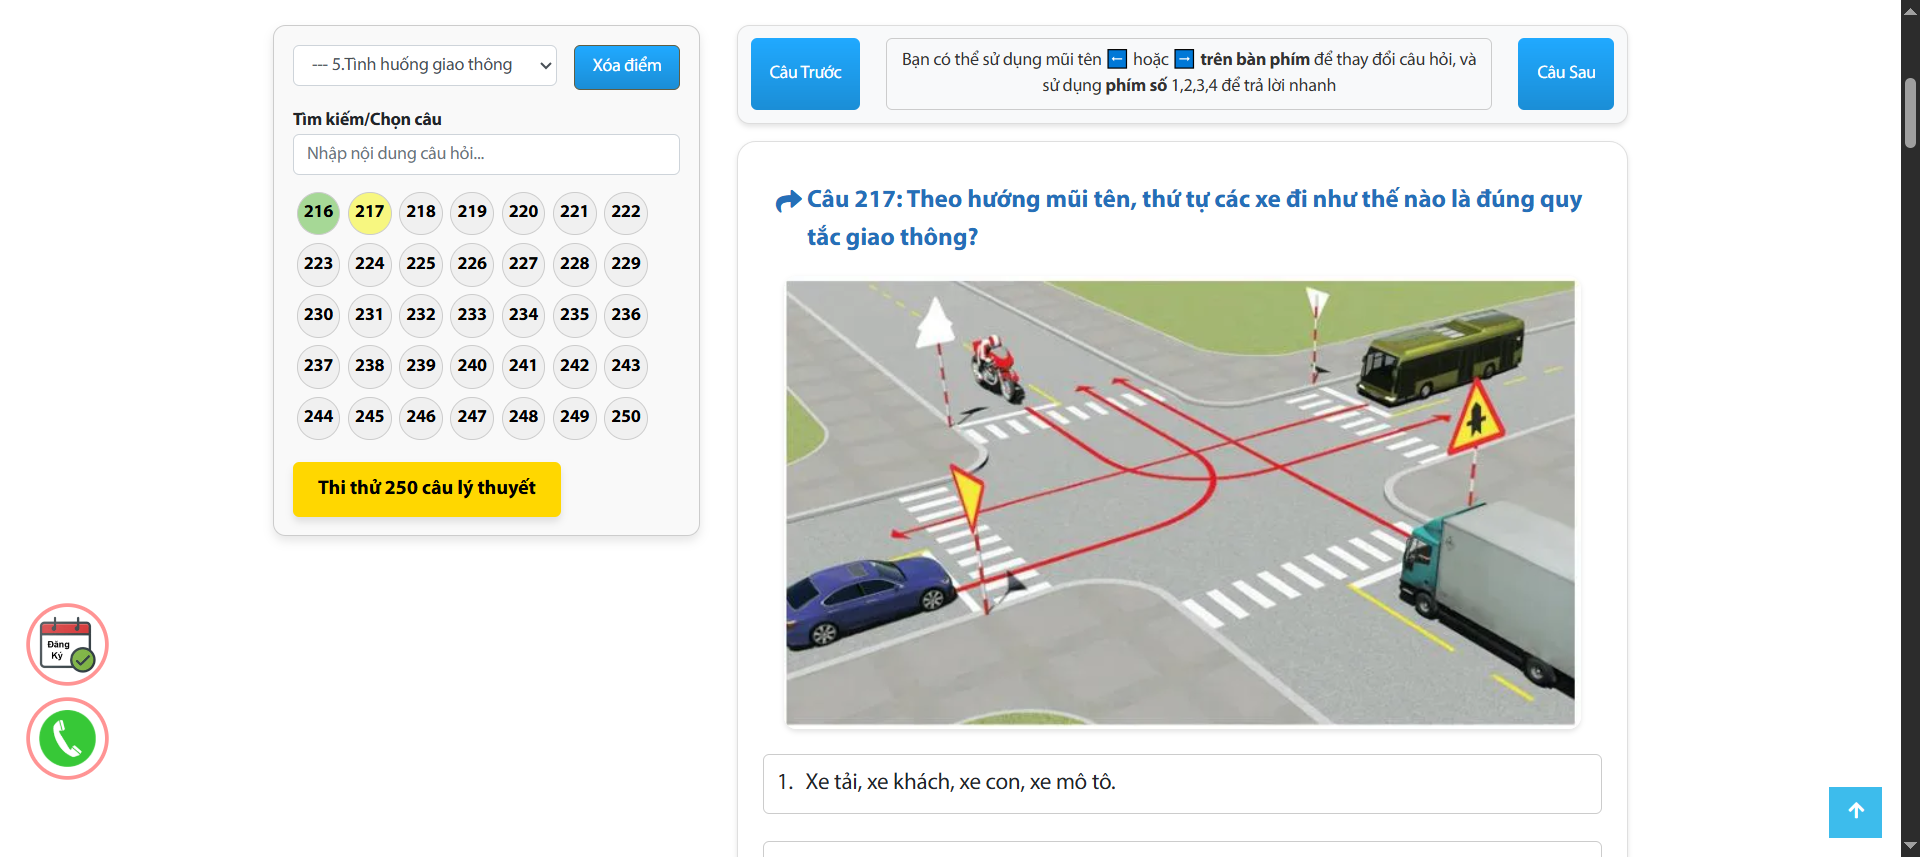 --- 5.Tình huống giao thông
Xóa điểm
Tìm kiếm/Chọn câu
Nhập nội dung câu hỏi...
216 217 218 219 220 221 222
223 224 225 226 227 228 229
230 231 232 233 234 235 236
237 238 239 240 241 242 243
244 245 246 247 248 249 250
Thi thử 250 câu lý thuyết
Đăng
Ký
Câu Trước
Bạn có thể sử dụng mũi tên ← hoặc → trên bàn phím để thay đổi câu hỏi, và
sử dụng phím số 1,2,3,4 để trả lời nhanh
Câu Sau
Câu 217: Theo hướng mũi tên, thứ tự các xe đi như thế nào là đúng quy
tắc giao thông?
1. Xe tải, xe khách, xe con, xe mô tô.